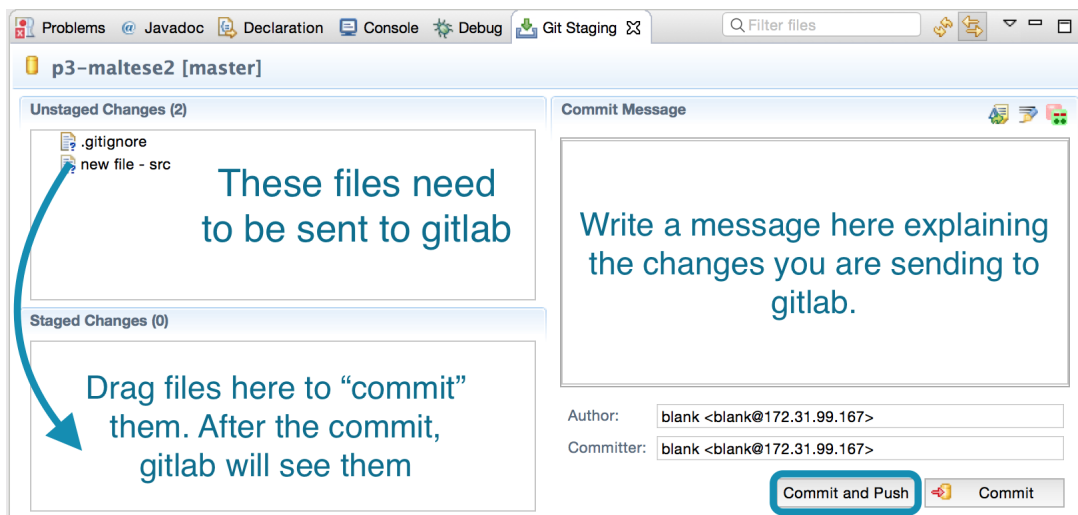 Problems @ Javadoc Declaration Console Debug Git Staging Filter files
p3-maltese2 [master]
Unstaged Changes (2)
.gitignore
new file - src
These files need
to be sent to gitlab
Staged Changes (0)
Drag files here to “commit”
them. After the commit,
gitlab will see them
Commit Message
Write a message here explaining
the changes you are sending to
gitlab.
Author: blank <blank@172.31.99.167>
Committer: blank <blank@172.31.99.167>
Commit and Push Commit